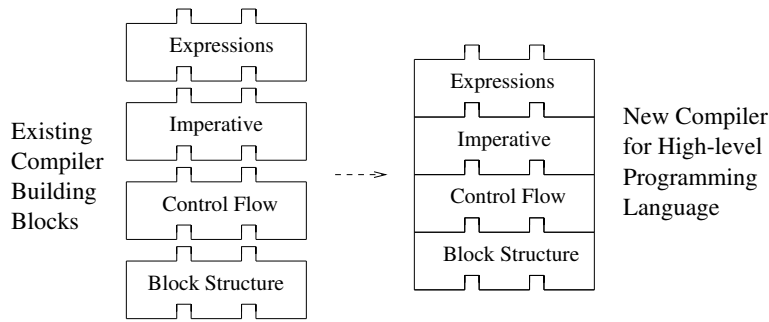 Existing
Compiler
Building
Blocks
Expressions
Imperative
Control Flow
Block Structure
Expressions
Imperative
Control Flow
Block Structure
New Compiler
for High-level
Programming
Language